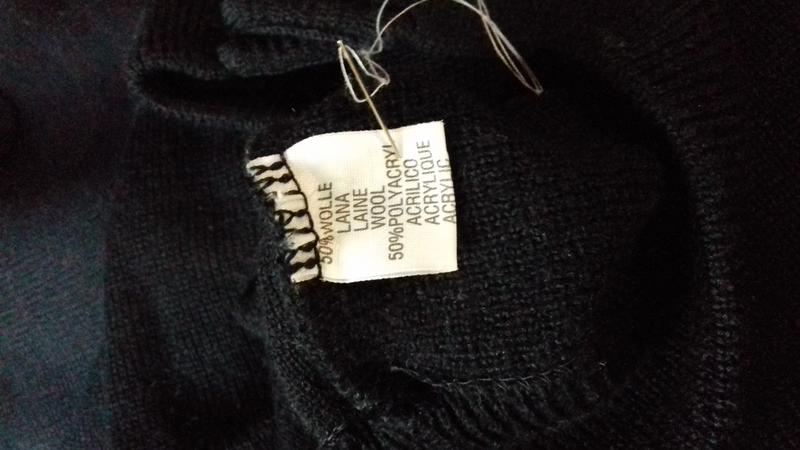 50%WOLLE
LANA
LAINE
WOOL
50%POLYACRYL
ACRILICO
ACRYLIQUE
ACRYLIC